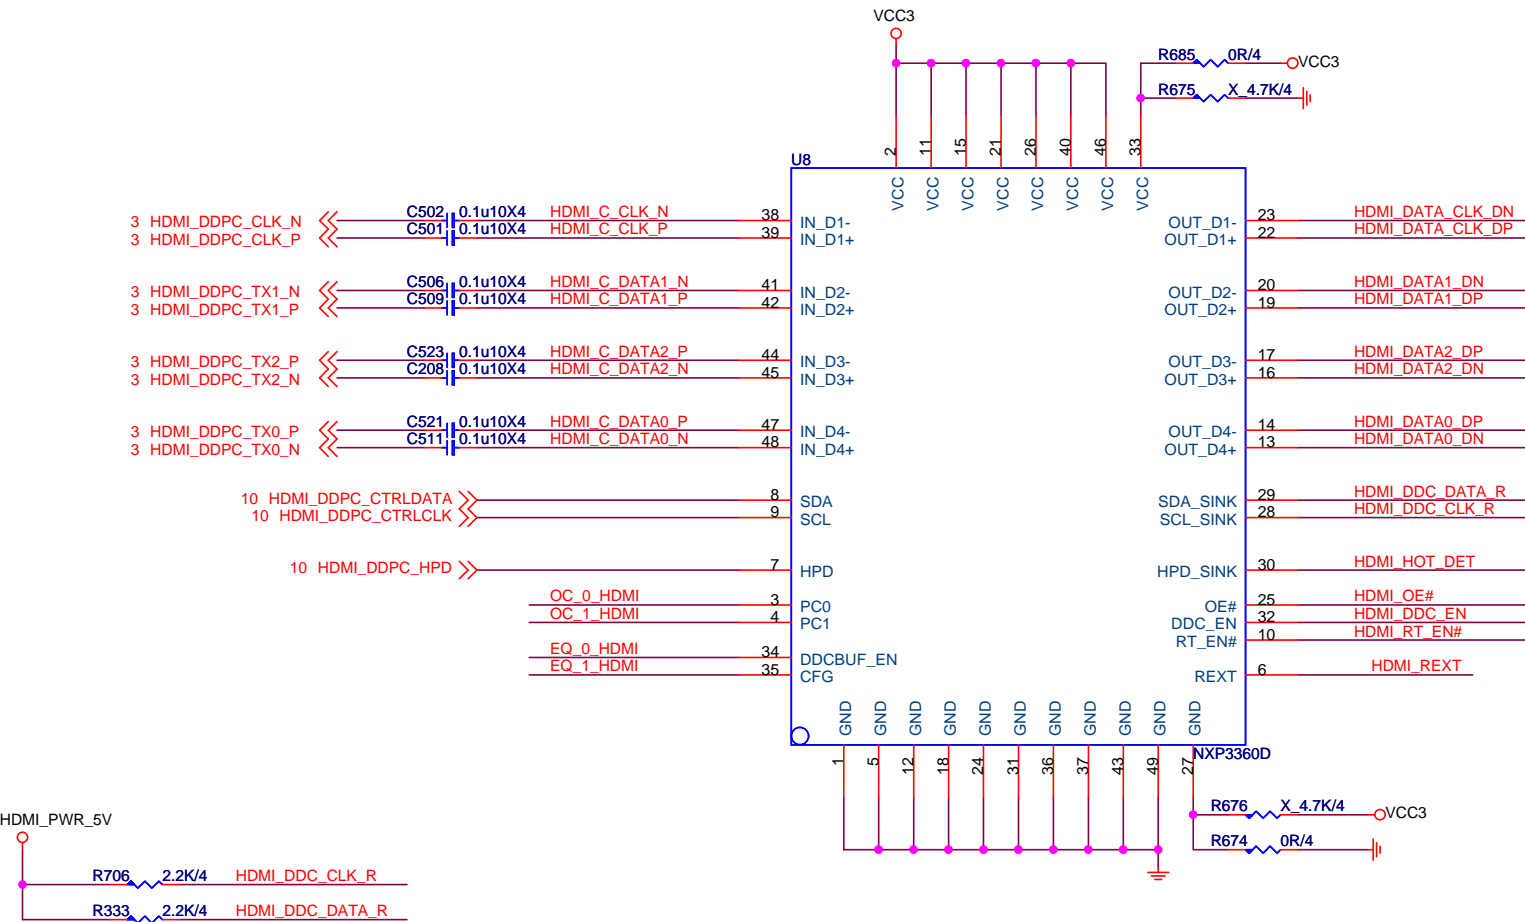 VCC3
R685 0R/4 VCC3
R675 X_4.7K/4
2 11 15 21 26 40 46 33
U8
VCC VCC VCC VCC VCC VCC VCC VCC
3 HDMI_DDPC_CLK_N C502 0.1u10X4 HDMI_C_CLK_N 38 IN_D1- OUT_D1- 23 HDMI_DATA_CLK_DN
3 HDMI_DDPC_CLK_P C501 0.1u10X4 HDMI_C_CLK_P 39 IN_D1+ OUT_D1+ 22 HDMI_DATA_CLK_DP
3 HDMI_DDPC_TX1_N C506 0.1u10X4 HDMI_C_DATA1_N 41 IN_D2- OUT_D2- 20 HDMI_DATA1_DN
3 HDMI_DDPC_TX1_P C509 0.1u10X4 HDMI_C_DATA1_P 42 IN_D2+ OUT_D2+ 19 HDMI_DATA1_DP
3 HDMI_DDPC_TX2_P C523 0.1u10X4 HDMI_C_DATA2_P 44 IN_D3- OUT_D3- 17 HDMI_DATA2_DP
3 HDMI_DDPC_TX2_N C208 0.1u10X4 HDMI_C_DATA2_N 45 IN_D3+ OUT_D3+ 16 HDMI_DATA2_DN
3 HDMI_DDPC_TX0_P C521 0.1u10X4 HDMI_C_DATA0_P 47 IN_D4- OUT_D4- 14 HDMI_DATA0_DP
3 HDMI_DDPC_TX0_N C511 0.1u10X4 HDMI_C_DATA0_N 48 IN_D4+ OUT_D4+ 13 HDMI_DATA0_DN
10 HDMI_DDPC_CTRLDATA 8 SDA SDA_SINK 29 HDMI_DDC_DATA_R
10 HDMI_DDPC_CTRLCLK 9 SCL SCL_SINK 28 HDMI_DDC_CLK_R
10 HDMI_DDPC_HPD 7 HPD HPD_SINK 30 HDMI_HOT_DET
OC_0_HDMI 3 PC0 OE# 25 HDMI_OE#
OC_1_HDMI 4 PC1 DDC_EN 32 HDMI_DDC_EN
RT_EN# 10 HDMI_RT_EN#
EQ_0_HDMI 34 DDCBUF_EN
EQ_1_HDMI 35 CFG REXT 6 HDMI_REXT
GND GND GND GND GND GND GND GND GND GND GND
NXP3360D
1 5 12 18 24 31 36 37 43 49 27
R676 X_4.7K/4 VCC3
R674 0R/4
HDMI_PWR_5V
R706 2.2K/4 HDMI_DDC_CLK_R
R333 2.2K/4 HDMI_DDC_DATA_R